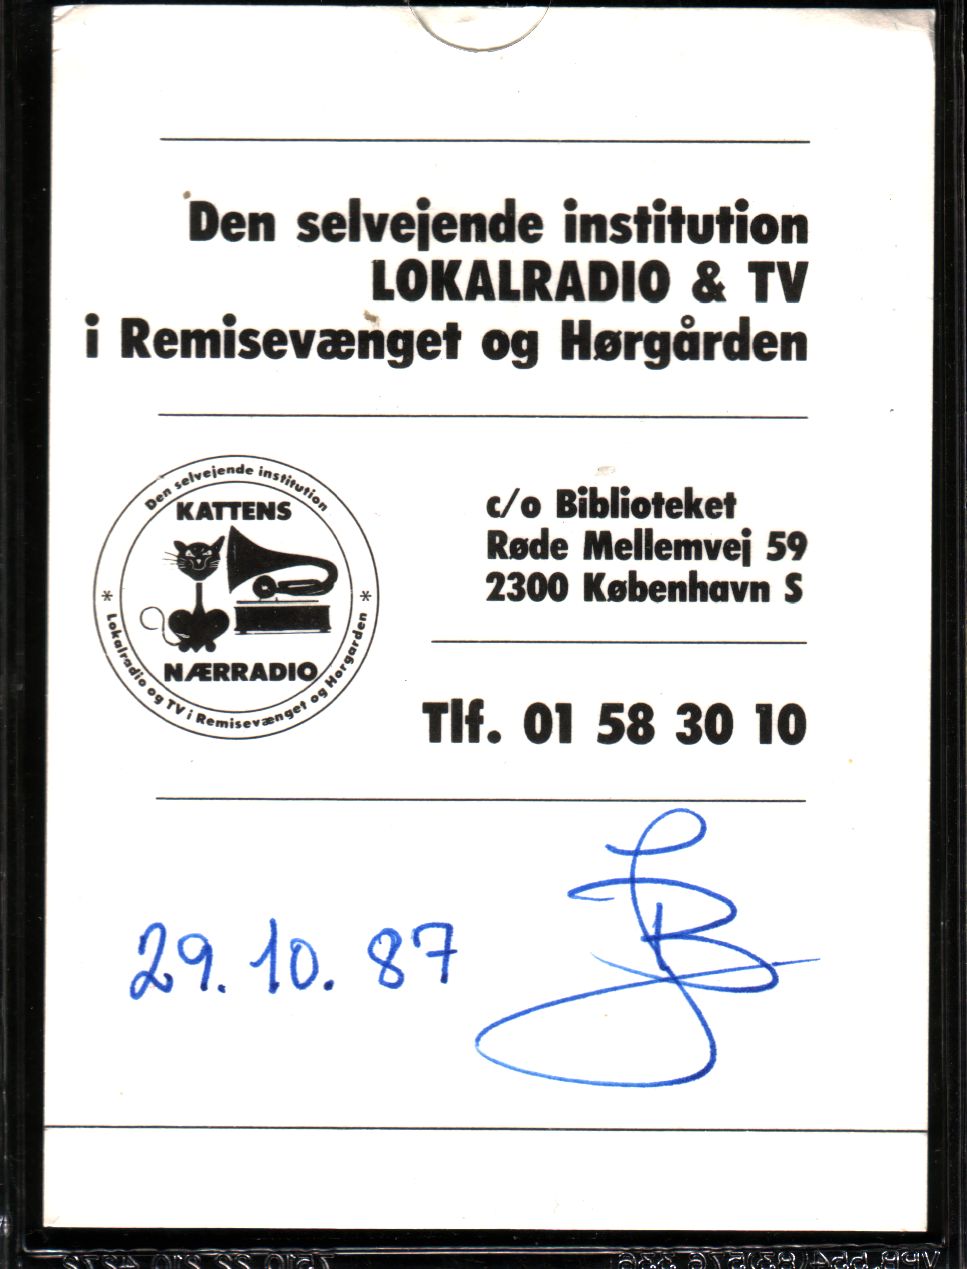 Den selvejende institution
LOKALRADIO & TV
i Remisevænget og Hørgården
Den selvejende institution
KATTENS
NÆRRADIO
* Lokalradio og TV i Remisevænget og Hørgården *
c/o Biblioteket
Røde Mellemvej 59
2300 København S
Tlf. 01 58 30 10
29. 10. 87